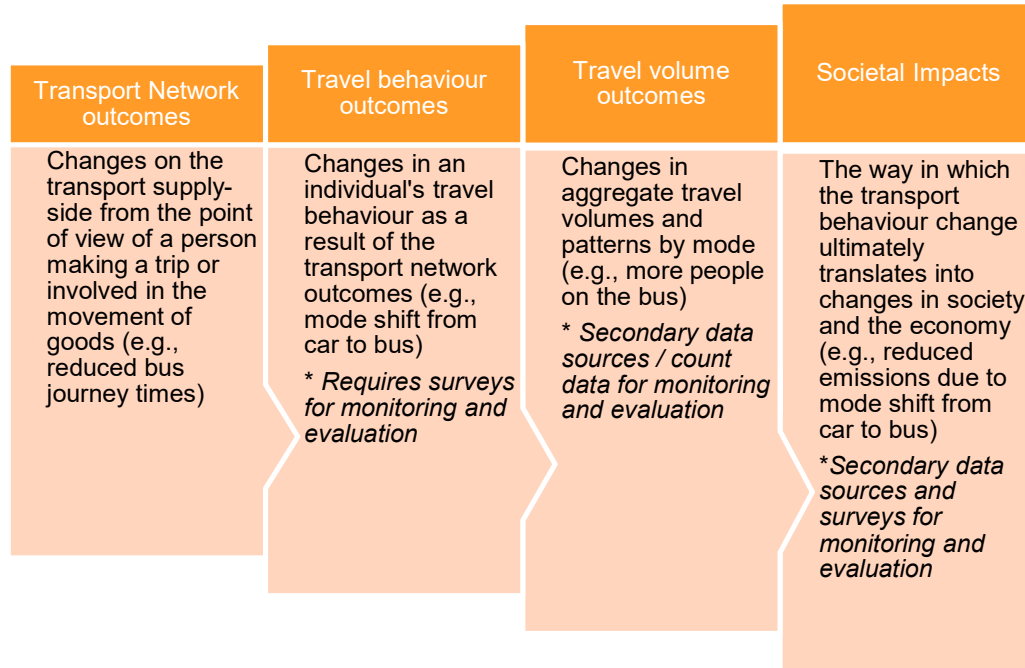 Transport Network
outcomes
Changes on the
transport supply-
side from the point
of view of a person
making a trip or
involved in the
movement of
goods (e.g.,
reduced bus
journey times)
Travel behaviour
outcomes
Changes in an
individual's travel
behaviour as a
result of the
transport network
outcomes (e.g.,
mode shift from
car to bus)
* Requires surveys
for monitoring and
evaluation
Travel volume
outcomes
Changes in
aggregate travel
volumes and
patterns by mode
(e.g., more people
on the bus)
* Secondary data
sources / count
data for monitoring
and evaluation
Societal Impacts
The way in which
the transport
behaviour change
ultimately
translates into
changes in society
and the economy
(e.g., reduced
emissions due to
mode shift from
car to bus)
*Secondary data
sources and
surveys for
monitoring and
evaluation